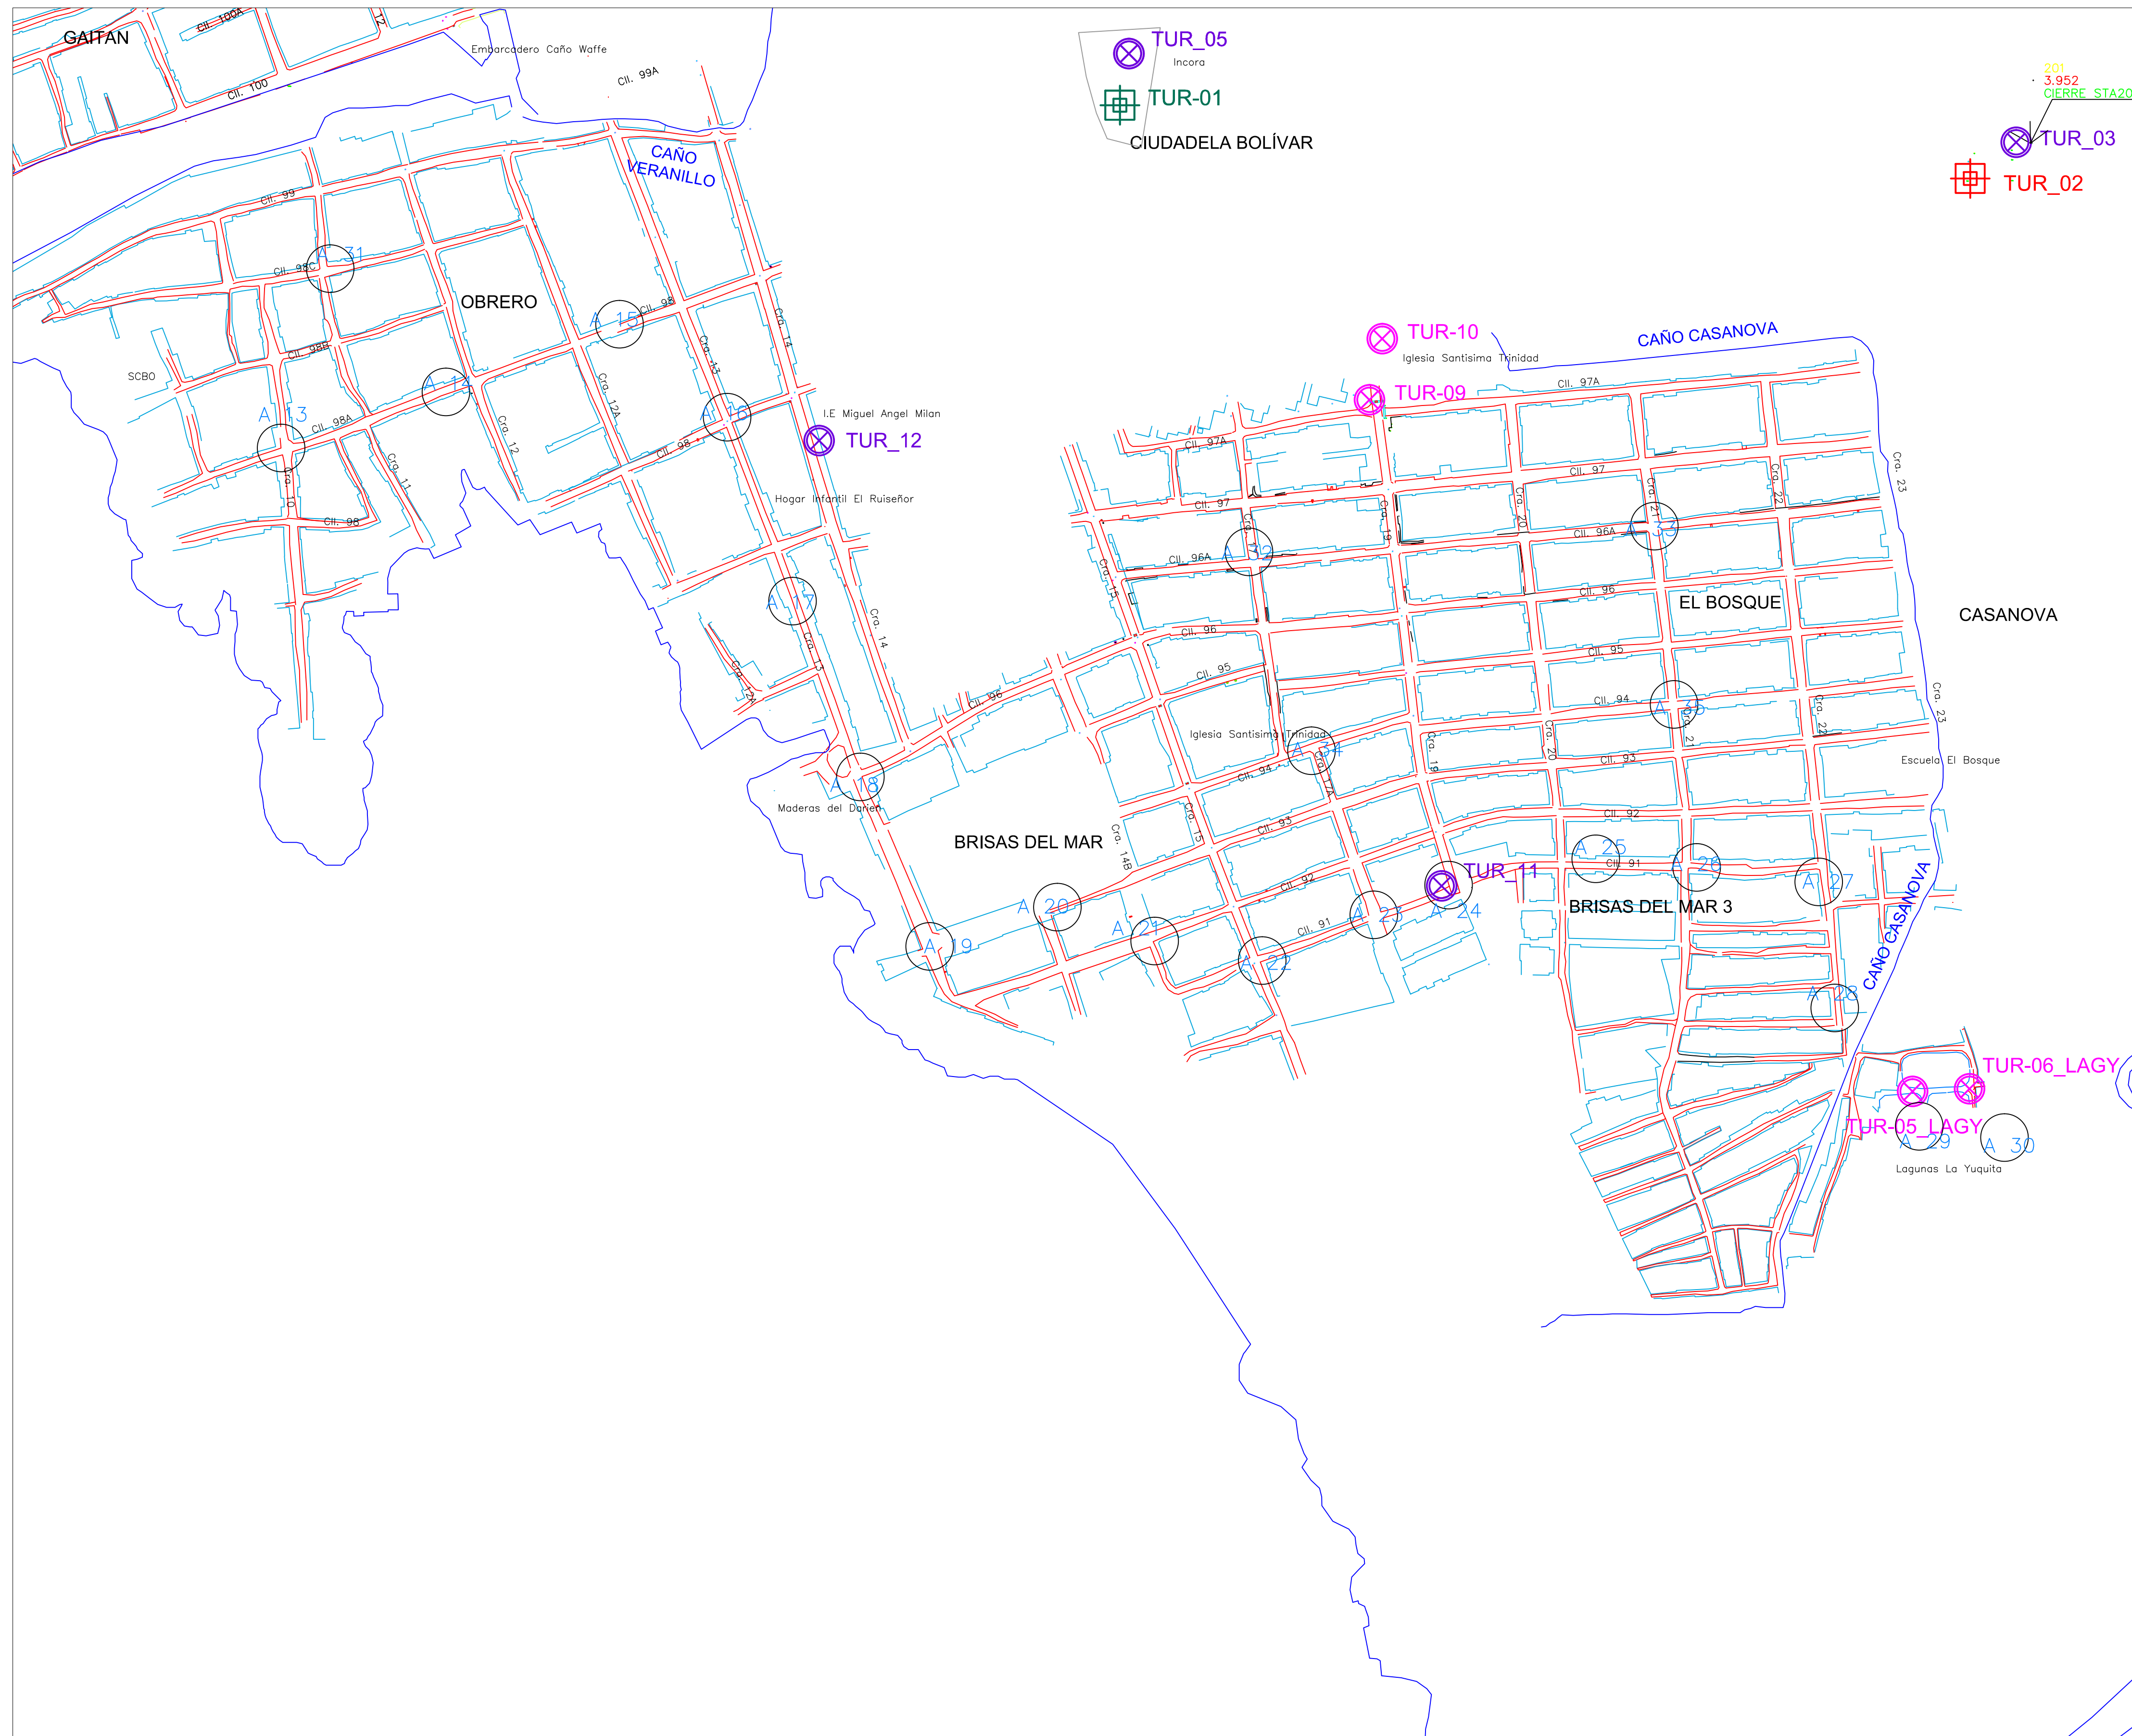 GAITAN
Cll. 100A
12
Cll. 100
Embarcadero Caño Waffe
Cll. 99A
TUR_05
Incora
TUR-01
CIUDADELA BOLÍVAR
201
3.952
CIERRE STA20
TUR_03
TUR_02
CAÑO
VERANILLO
Cll. 99
A 31
Cll. 98C
OBRERO
A 15
Cll. 98
Cra. 14
Cra. 13
Cll. 98B
SCBO
A 14
A 13
Cll. 98A
Cra. 12A
Cra. 12
Cra. 11
Cra. 10
Cll. 98
A 16
Cll. 98
I.E Miguel Angel Milan
TUR_12
Hogar Infantil El Ruiseñor
A 17
Cra. 14
Cra. 13
Cra. 12A
A 18
Maderas del Darien
Cll. 96
TUR-10
Iglesia Santisima Trinidad
TUR-09
CAÑO CASANOVA
Cll. 97A
Cll. 97A
Cll. 97
Cll. 97
Cra. 23
Cra. 22
Cra. 21
Cra. 20
Cra. 19
Cra. 17
A 33
Cll. 96A
Cll. 96A
Cra. 15
Cll. 96
Cll. 96
EL BOSQUE
CASANOVA
Cll. 95
Cll. 95
Cll. 94
Cra. 23
Cra. 22
Cra. 21
Cra. 20
Cra. 19
Iglesia Santisima Trinidad
A 34
Cll. 94
Cra. 17A
Cll. 93
Escuela El Bosque
Cll. 92
Cra. 15
Cll. 93
Cra. 14B
BRISAS DEL MAR
A 25
Cll. 91
A 26
A 27
TUR_11
A 24
BRISAS DEL MAR 3
Cll. 92
A 23
Cll. 91
A 20
A 21
A 22
A 19
CAÑO CASANOVA
A 28
TUR-06_LAGY
TUR-05_LAGY
A 29
A 30
Lagunas La Yuquita